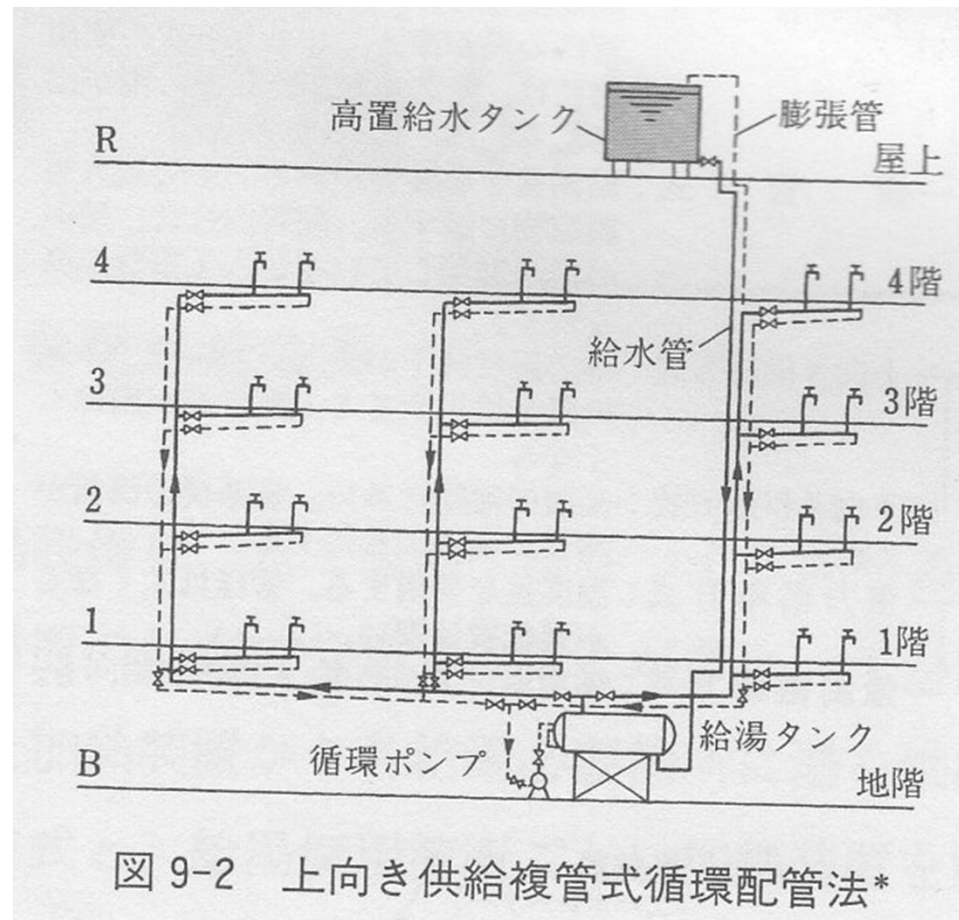 高置給水タンク
膨張管
R
屋上
4
4階
給水管
3
3階
2
2階
1
1階
給湯タンク
循環ポンプ
B
地階
図 9-2 上向き供給複管式循環配管法*